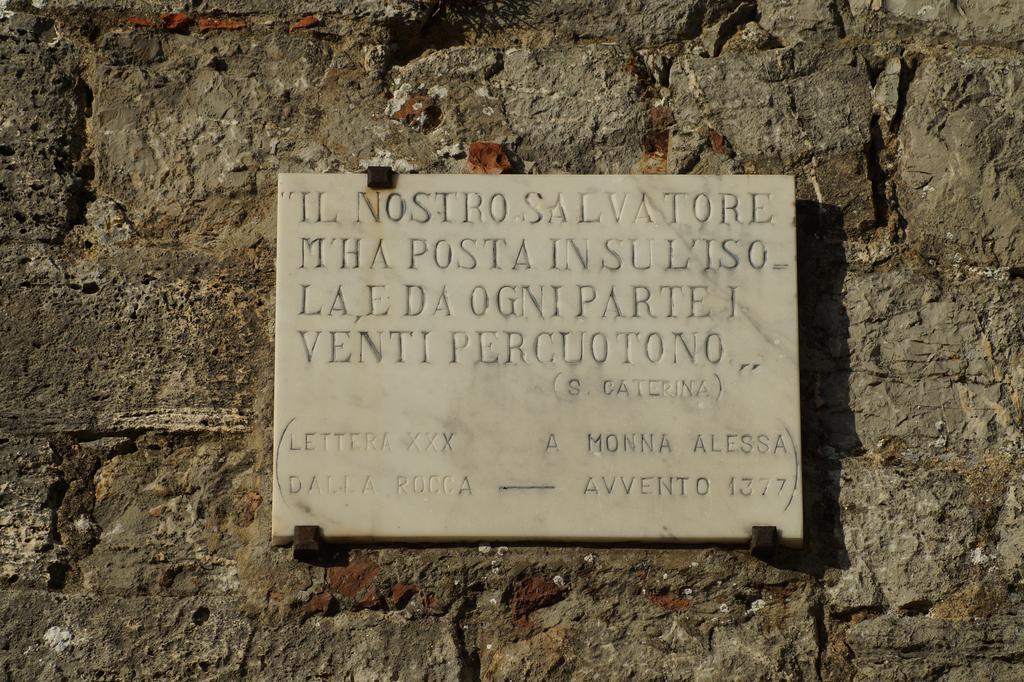 "IL NOSTRO SALVATORE
M'HA POSTA IN SU L'ISO_
LA, E DA OGNI PARTE I
VENTI PERCUOTONO,,
(S. CATERINA)
(LETTERA XXX A MONNA ALESSA
DALLA ROCCA — AVVENTO 1377)